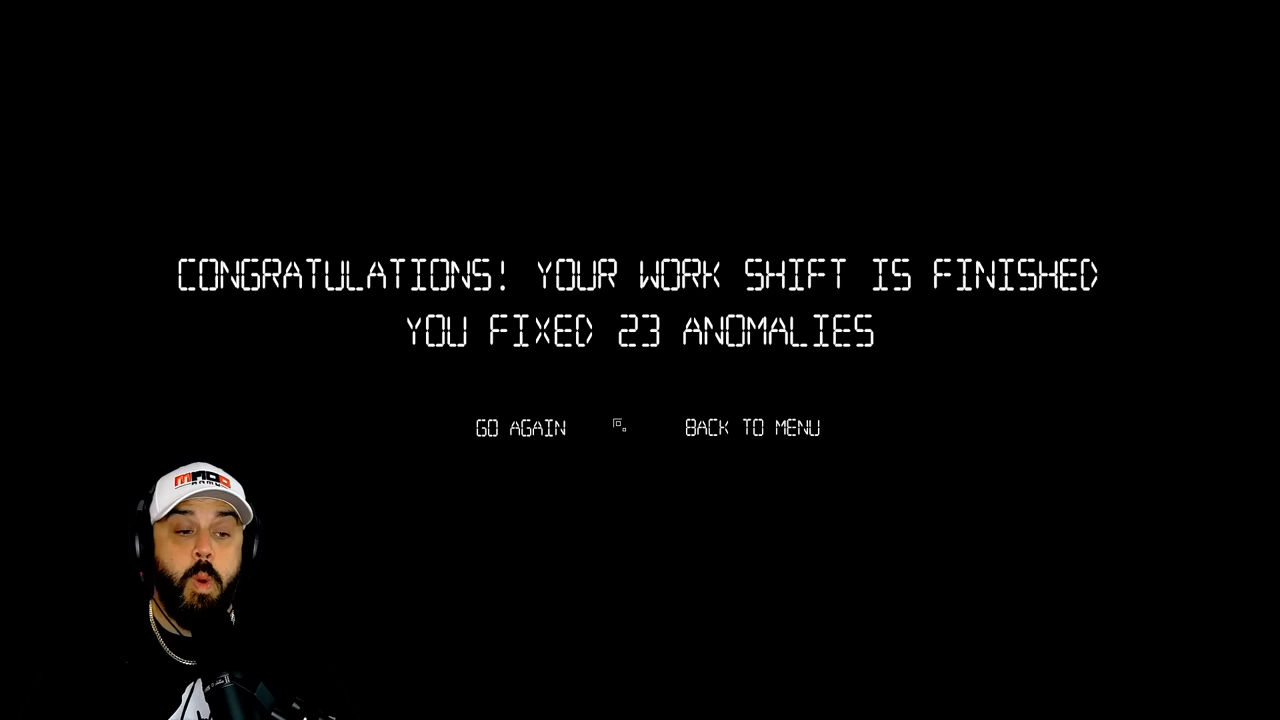 CONGRATULATIONS! YOUR WORK SHIFT IS FINISHED
YOU FIXED 23 ANOMALIES
GO AGAIN BACK TO MENU